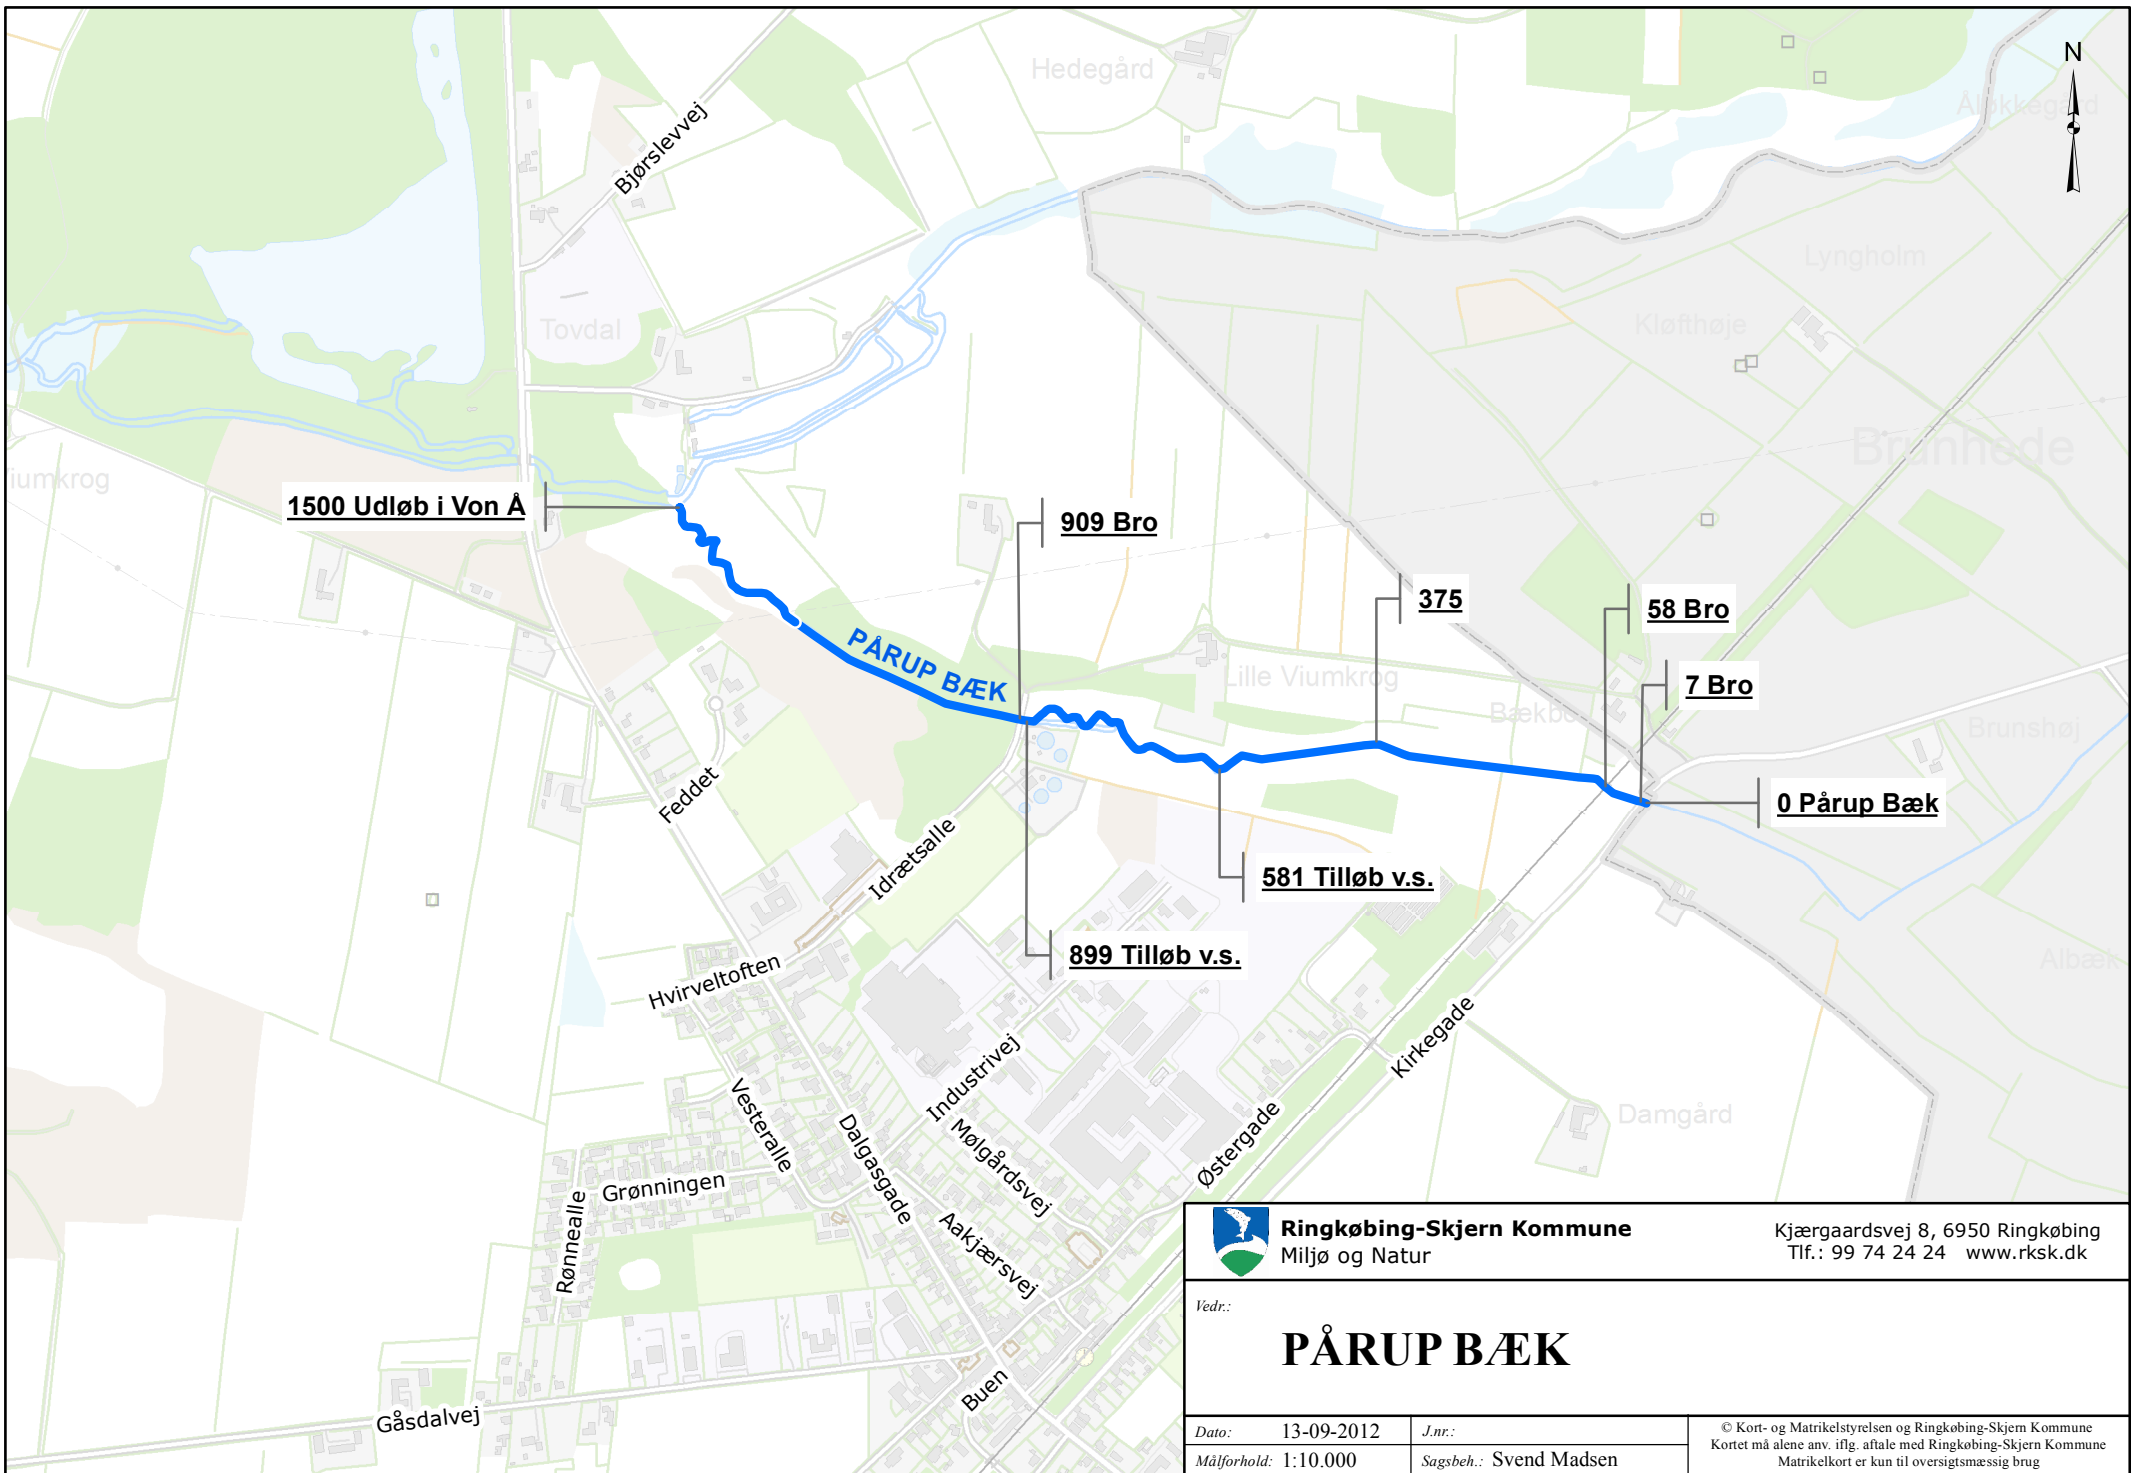 N
Hedegård
Åløkkegård
Bjørslevvej
Lyngholm
Tovdal
Kløfthøje
Brunhede
iumkrog
1500 Udløb i Von Å
909 Bro
375
58 Bro
PÅRUP BÆK
Lille Viumkrog
7 Bro
Bækbo
Brunshøj
Feddet
0 Pårup Bæk
Idrætsalle
581 Tilløb v.s.
899 Tilløb v.s.
Albæk
Hvirveltoften
Kirkegade
Industrivej
Vesteralle
Dalgasgade
Mølgårdsvej
Østergade
Damgård
Grønningen
Rønnealle
Aakjærsvej
Buen
Gåsdalvej
Ringkøbing-Skjern Kommune
Miljø og Natur
Kjærgaardsvej 8, 6950 Ringkøbing
Tlf.: 99 74 24 24 www.rksk.dk
Vedr.:
PÅRUP BÆK
Dato: 13-09-2012
J.nr.:
Målforhold: 1:10.000
Sagsbeh.: Svend Madsen
© Kort- og Matrikelstyrelsen og Ringkøbing-Skjern Kommune
Kortet må alene anv. iflg. aftale med Ringkøbing-Skjern Kommune
Matrikelkort er kun til oversigtsmæssig brug